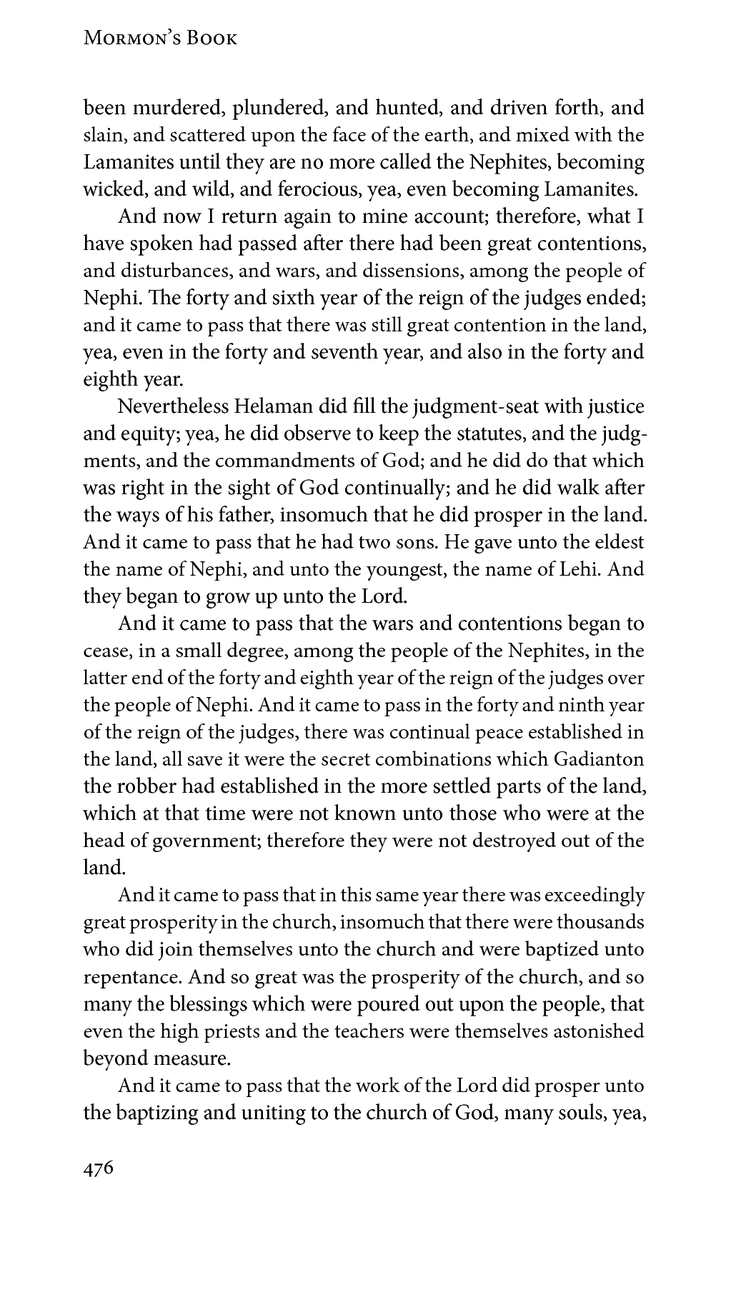 Mormon's Book
been murdered, plundered, and hunted, and driven forth, and
slain, and scattered upon the face of the earth, and mixed with the
Lamanites until they are no more called the Nephites, becoming
wicked, and wild, and ferocious, yea, even becoming Lamanites.
And now I return again to mine account; therefore, what I
have spoken had passed after there had been great contentions,
and disturbances, and wars, and dissensions, among the people of
Nephi. The forty and sixth year of the reign of the judges ended;
and it came to pass that there was still great contention in the land,
yea, even in the forty and seventh year, and also in the forty and
eighth year.
Nevertheless Helaman did fill the judgment-seat with justice
and equity; yea, he did observe to keep the statutes, and the judg-
ments, and the commandments of God; and he did do that which
was right in the sight of God continually; and he did walk after
the ways of his father, insomuch that he did prosper in the land.
And it came to pass that he had two sons. He gave unto the eldest
the name of Nephi, and unto the youngest, the name of Lehi. And
they began to grow up unto the Lord.
And it came to pass that the wars and contentions began to
cease, in a small degree, among the people of the Nephites, in the
latter end of the forty and eighth year of the reign of the judges over
the people of Nephi. And it came to pass in the forty and ninth year
of the reign of the judges, there was continual peace established in
the land, all save it were the secret combinations which Gadianton
the robber had established in the more settled parts of the land,
which at that time were not known unto those who were at the
head of government; therefore they were not destroyed out of the
land.
And it came to pass that in this same year there was exceedingly
great prosperity in the church, insomuch that there were thousands
who did join themselves unto the church and were baptized unto
repentance. And so great was the prosperity of the church, and so
many the blessings which were poured out upon the people, that
even the high priests and the teachers were themselves astonished
beyond measure.
And it came to pass that the work of the Lord did prosper unto
the baptizing and uniting to the church of God, many souls, yea,
476